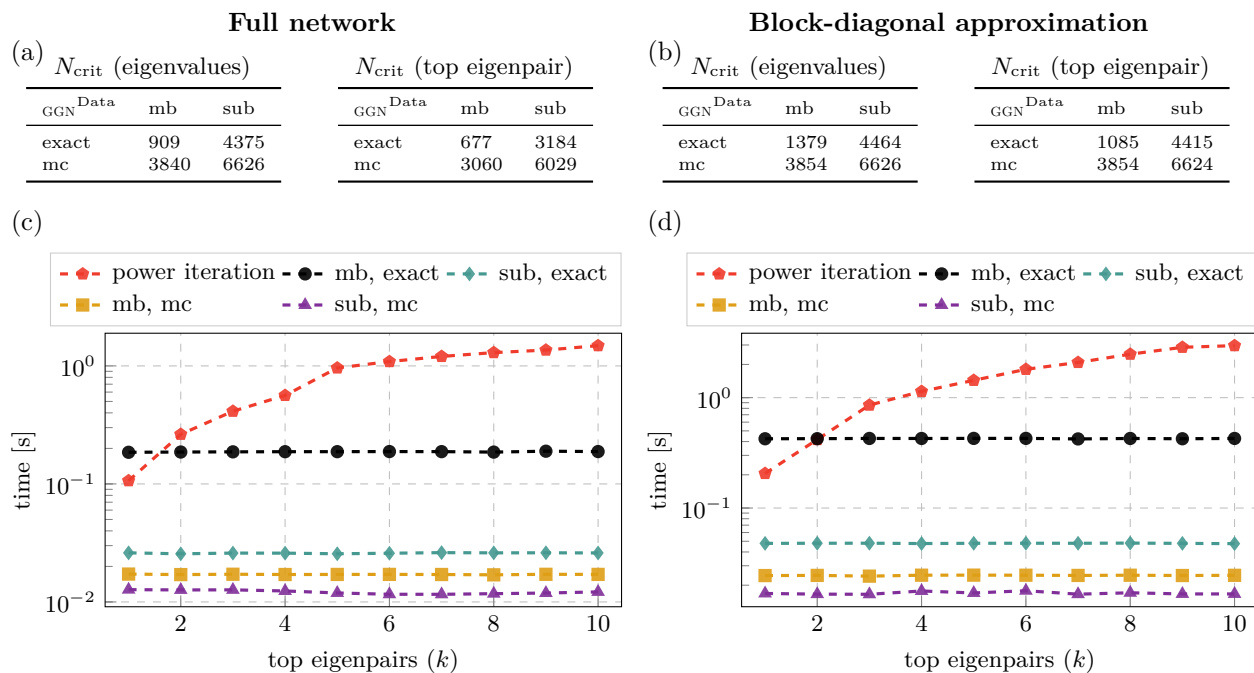 Full network
Block-diagonal approximation
(a)
N_crit (eigenvalues)
GGN^Data mb sub
exact 909 4375
mc 3840 6626
N_crit (top eigenpair)
GGN^Data mb sub
exact 677 3184
mc 3060 6029
(b)
N_crit (eigenvalues)
GGN^Data mb sub
exact 1379 4464
mc 3854 6626
N_crit (top eigenpair)
GGN^Data mb sub
exact 1085 4415
mc 3854 6624
(c)
power iteration mb, exact sub, exact
mb, mc sub, mc
time [s]
10^0
10^−1
10^−2
2 4 6 8 10
top eigenpairs (k)
(d)
power iteration mb, exact sub, exact
mb, mc sub, mc
time [s]
10^0
10^−1
2 4 6 8 10
top eigenpairs (k)